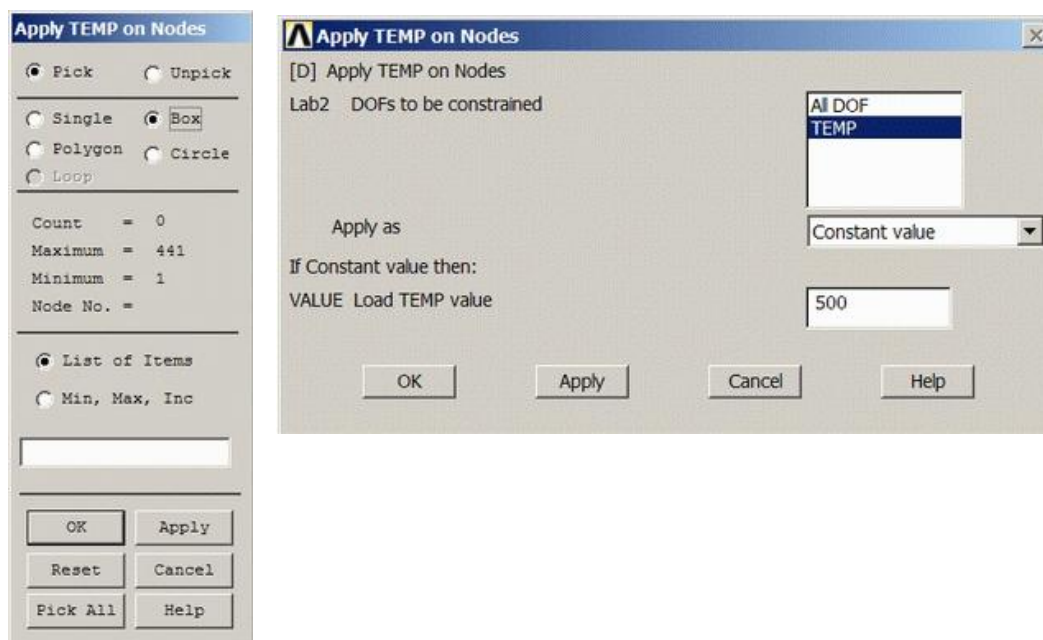 Apply TEMP on Nodes
Pick Unpick
Single Box
Polygon Circle
Loop
Count = 0
Maximum = 441
Minimum = 1
Node No. =
List of Items
Min, Max, Inc
OK Apply
Reset Cancel
Pick All Help
Apply TEMP on Nodes
[D] Apply TEMP on Nodes
Lab2 DOFs to be constrained All DOF
TEMP
Apply as Constant value
If Constant value then:
VALUE Load TEMP value 500
OK Apply Cancel Help